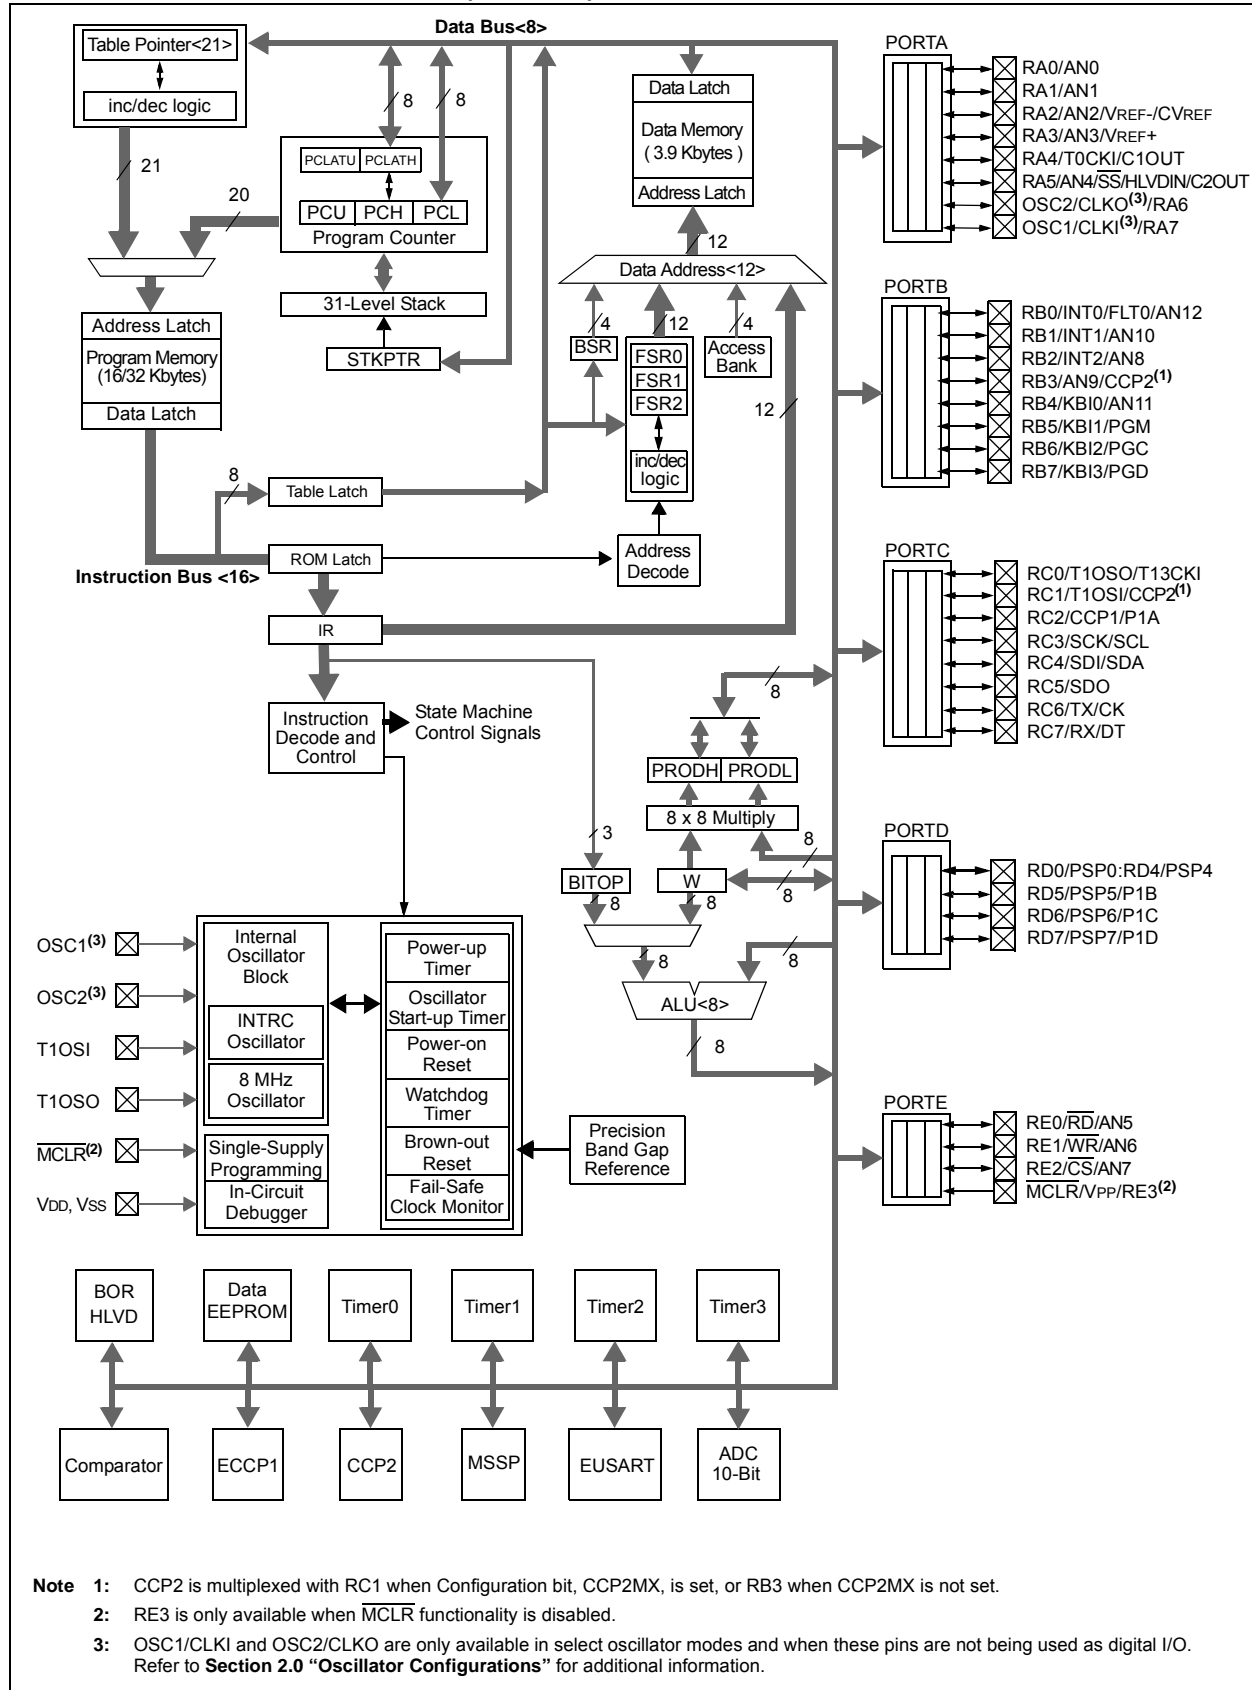 Data Bus<8>
Table Pointer<21>
inc/dec logic
21
20
8
8
PCLATU PCLATH
PCU PCH PCL
Program Counter
31-Level Stack
STKPTR
Address Latch
Program Memory
(16/32 Kbytes)
Data Latch
8
Table Latch
ROM Latch
Instruction Bus <16>
IR
Data Latch
Data Memory
( 3.9 Kbytes )
Address Latch
12
Data Address<12>
4
12
4
BSR
FSR0
FSR1
FSR2
inc/dec
logic
Access
Bank
12
Address
Decode
Instruction
Decode and
Control
State Machine
Control Signals
8
PRODH PRODL
8 x 8 Multiply
3
8
BITOP
W
8
8
8
8
8
ALU<8>
8
OSC1(3)
OSC2(3)
T1OSI
T1OSO
MCLR(2)
VDD, VSS
Internal
Oscillator
Block
INTRC
Oscillator
8 MHz
Oscillator
Single-Supply
Programming
In-Circuit
Debugger
Power-up
Timer
Oscillator
Start-up Timer
Power-on
Reset
Watchdog
Timer
Brown-out
Reset
Fail-Safe
Clock Monitor
Precision
Band Gap
Reference
PORTA
RA0/AN0
RA1/AN1
RA2/AN2/VREF-/CVREF
RA3/AN3/VREF+
RA4/T0CKI/C1OUT
RA5/AN4/SS/HLVDIN/C2OUT
OSC2/CLKO(3)/RA6
OSC1/CLKI(3)/RA7
PORTB
RB0/INT0/FLT0/AN12
RB1/INT1/AN10
RB2/INT2/AN8
RB3/AN9/CCP2(1)
RB4/KBI0/AN11
RB5/KBI1/PGM
RB6/KBI2/PGC
RB7/KBI3/PGD
PORTC
RC0/T1OSO/T13CKI
RC1/T1OSI/CCP2(1)
RC2/CCP1/P1A
RC3/SCK/SCL
RC4/SDI/SDA
RC5/SDO
RC6/TX/CK
RC7/RX/DT
PORTD
RD0/PSP0:RD4/PSP4
RD5/PSP5/P1B
RD6/PSP6/P1C
RD7/PSP7/P1D
PORTE
RE0/RD/AN5
RE1/WR/AN6
RE2/CS/AN7
MCLR/VPP/RE3(2)
BOR
HLVD
Data
EEPROM
Timer0
Timer1
Timer2
Timer3
Comparator
ECCP1
CCP2
MSSP
EUSART
ADC
10-Bit
Note 1: CCP2 is multiplexed with RC1 when Configuration bit, CCP2MX, is set, or RB3 when CCP2MX is not set.
2: RE3 is only available when MCLR functionality is disabled.
3: OSC1/CLKI and OSC2/CLKO are only available in select oscillator modes and when these pins are not being used as digital I/O.
Refer to Section 2.0 “Oscillator Configurations” for additional information.